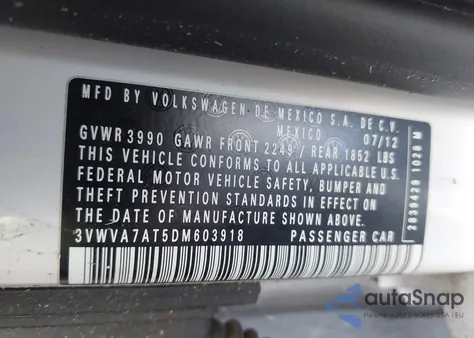 MFD BY VOLKSWAGEN DE MEXICO S.A. DE C.V.
MEXICO 07/12
GVWR 3990 GAWR FRONT 2249 / REAR 1852 LBS
THIS VEHICLE CONFORMS TO ALL APPLICABLE U.S.
FEDERAL MOTOR VEHICLE SAFETY, BUMPER AND
THEFT PREVENTION STANDARDS IN EFFECT ON
THE DATE OF MANUFACTURE SHOWN ABOVE
3VWVA7AT5DM603918 PASSENGER CAR
2039429 1028 M
autoSnap